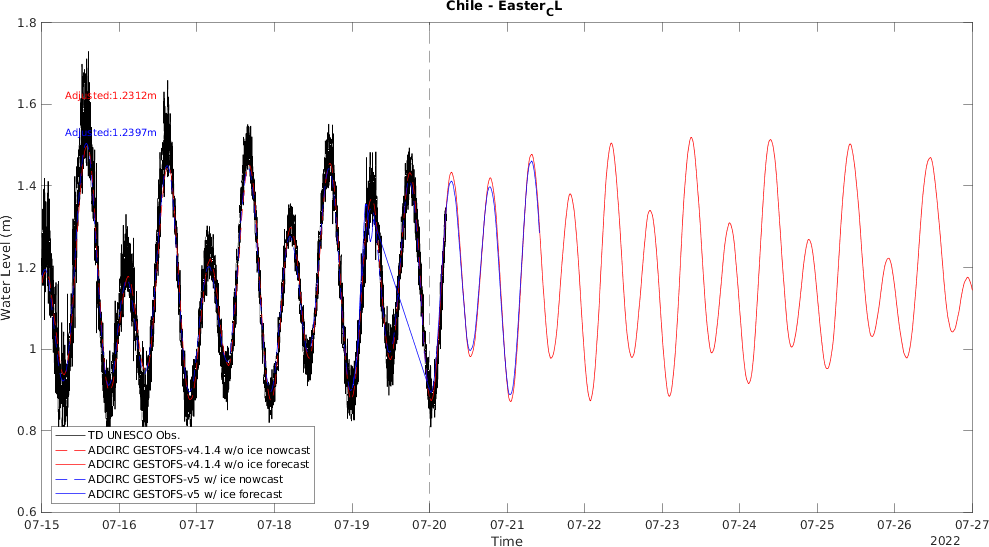 Chile - Easter_CL
1.8
1.6
1.4
1.2
1
0.8
0.6
Water Level (m)
Adjusted:1.2312m
Adjusted:1.2397m
TD UNESCO Obs.
ADCIRC GESTOFS-v4.1.4 w/o ice nowcast
ADCIRC GESTOFS-v4.1.4 w/o ice forecast
ADCIRC GESTOFS-v5 w/ ice nowcast
ADCIRC GESTOFS-v5 w/ ice forecast
07-15 07-16 07-17 07-18 07-19 07-20 07-21 07-22 07-23 07-24 07-25 07-26 07-27
Time
2022